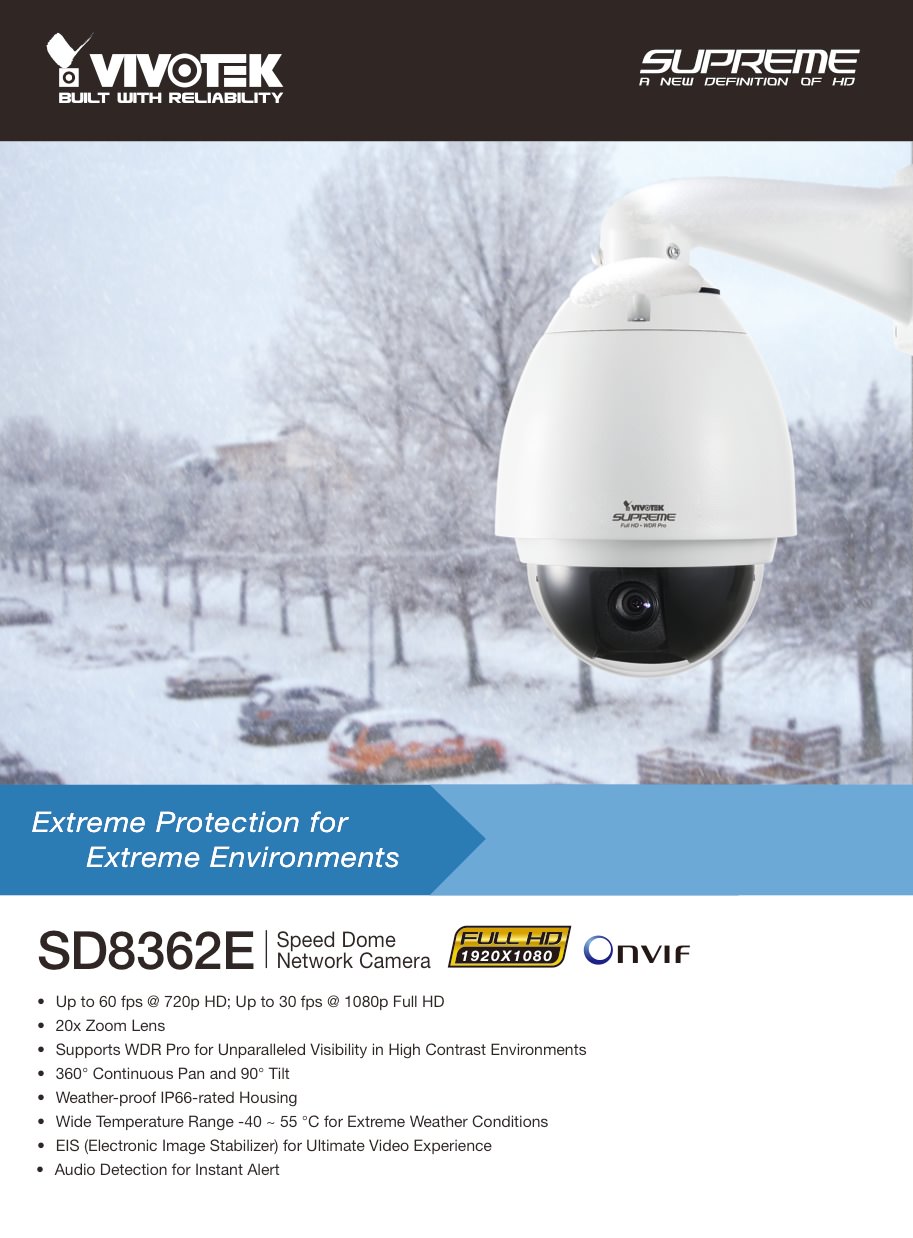 VIVOTEK
BUILT WITH RELIABILITY
SUPREME
A NEW DEFINITION OF HD
VIVOTEK
SUPREME
Full HD • WDR Pro
Extreme Protection for
Extreme Environments
SD8362E
Speed Dome
Network Camera
FULL HD
1920X1080
ONVIF
• Up to 60 fps @ 720p HD; Up to 30 fps @ 1080p Full HD
• 20x Zoom Lens
• Supports WDR Pro for Unparalleled Visibility in High Contrast Environments
• 360° Continuous Pan and 90° Tilt
• Weather-proof IP66-rated Housing
• Wide Temperature Range -40 ~ 55 °C for Extreme Weather Conditions
• EIS (Electronic Image Stabilizer) for Ultimate Video Experience
• Audio Detection for Instant Alert